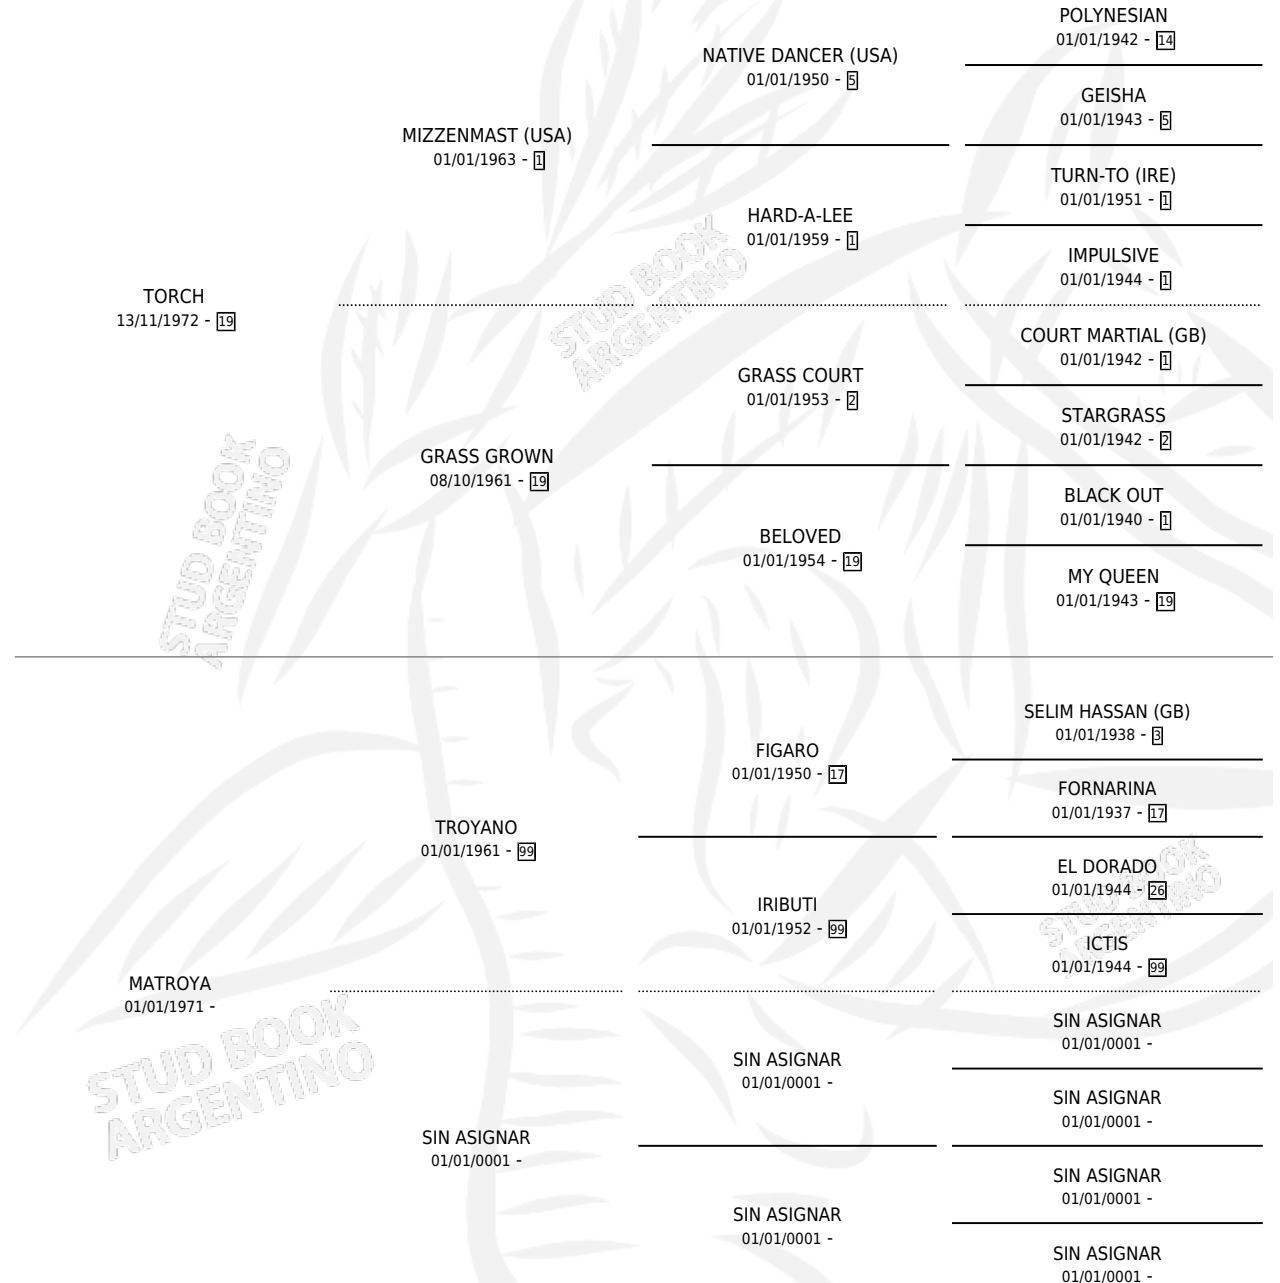 POLYNESIAN
01/01/1942 - 14
NATIVE DANCER (USA)
01/01/1950 - 5
GEISHA
01/01/1943 - 5
MIZZENMAST (USA)
01/01/1963 - 1
TURN-TO (IRE)
01/01/1951 - 1
HARD-A-LEE
01/01/1959 - 1
IMPULSIVE
01/01/1944 - 1
TORCH
13/11/1972 - 19
COURT MARTIAL (GB)
01/01/1942 - 1
GRASS COURT
01/01/1953 - 2
STARGRASS
01/01/1942 - 2
GRASS GROWN
08/10/1961 - 19
BLACK OUT
01/01/1940 - 1
BELOVED
01/01/1954 - 19
MY QUEEN
01/01/1943 - 19
STUD BOOK
ARGENTINO
STUD BOOK
ARGENTINO
SELIM HASSAN (GB)
01/01/1938 - 3
FIGARO
01/01/1950 - 17
FORNARINA
01/01/1937 - 17
TROYANO
01/01/1961 - 99
EL DORADO
01/01/1944 - 26
IRIBUTI
01/01/1952 - 99
ICTIS
01/01/1944 - 99
MATROYA
01/01/1971 -
SIN ASIGNAR
01/01/0001 -
SIN ASIGNAR
01/01/0001 -
SIN ASIGNAR
01/01/0001 -
SIN ASIGNAR
01/01/0001 -
SIN ASIGNAR
01/01/0001 -
SIN ASIGNAR
01/01/0001 -
SIN ASIGNAR
01/01/0001 -
STUD BOOK
ARGENTINO
STUD BOOK
ARGENTINO